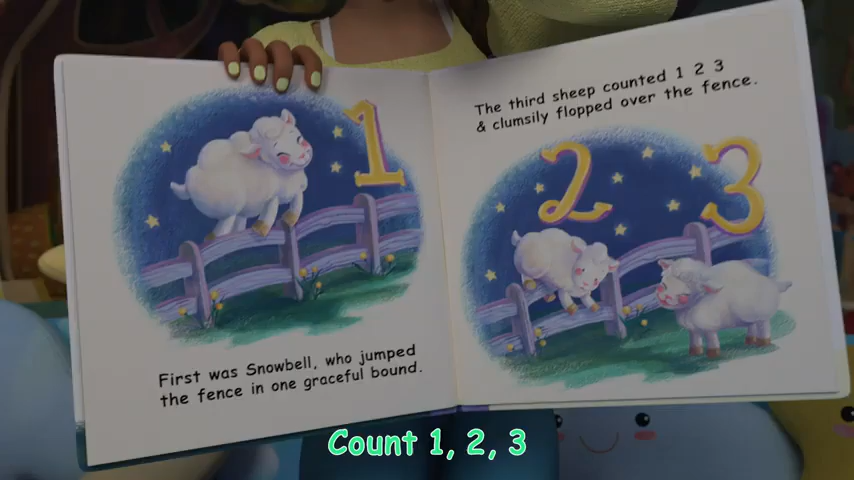 1
First was Snowbell, who jumped
the fence in one graceful bound.
The third sheep counted 1 2 3
& clumsily flopped over the fence.
2 3
Count 1, 2, 3